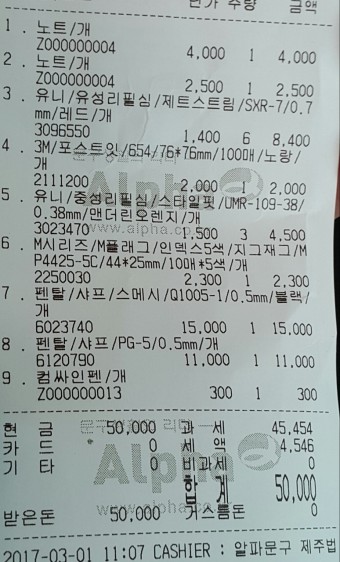 단가 수량 금액
1 . 노트/개
Z000000004
4,000 1 4,000
2 . 노트/개
Z000000004
2,500 1 2,500
3 . 유니/유성리필심/제트스트림/SXR-7/0.7
mm/레드/개
3096550
1,400 6 8,400
4 . 3M/포스트잇/654/76*76mm/100매/노랑/
개
2111200
2,000 1 2,000
5 . 유니/중성리필심/스타일핏/UMR-109-38/
0.38mm/맨더린오렌지/개
3023470
1,500 3 4,500
6 . M시리즈/M플래그/인덱스5색/지그재그/M
P4425-5C/44*25mm/10매*5색/개
2250030
2,300 1 2,300
7 . 펜탈/샤프/스메시/Q1005-1/0.5mm/블랙/
개
6023740
15,000 1 15,000
8 . 펜탈/샤프/PG-5/0.5mm/개
6120790
11,000 1 11,000
9 . 컴싸인펜/개
Z000000013
300 1 300
현 금 50,000 과 세 45,454
카 드 0 세 액 4,546
기 타 0 비과세 0
합 계 50,000
받은돈 50,000 거스름돈 0
2017-03-01 11:07 CASHIER : 알파문구 제주법
Alpha
www.alpha.co
Alpha